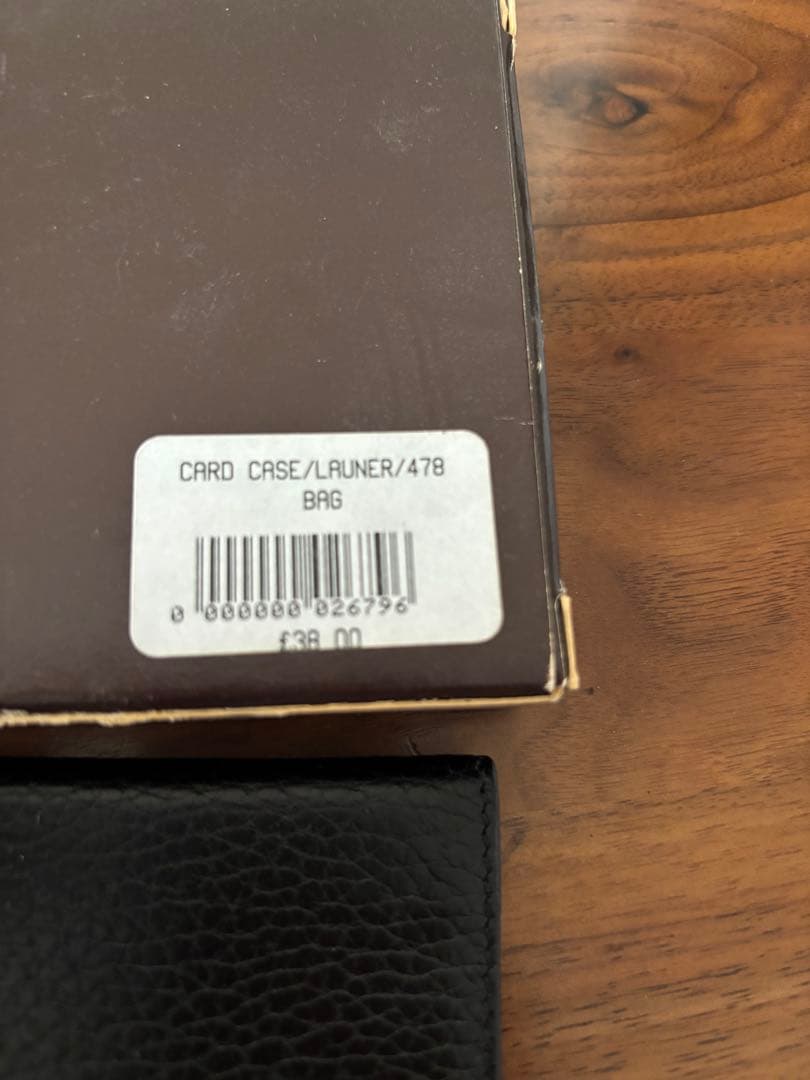 CARD CASE/LAUNER/478
BAG
0 000000 026796
£38.00